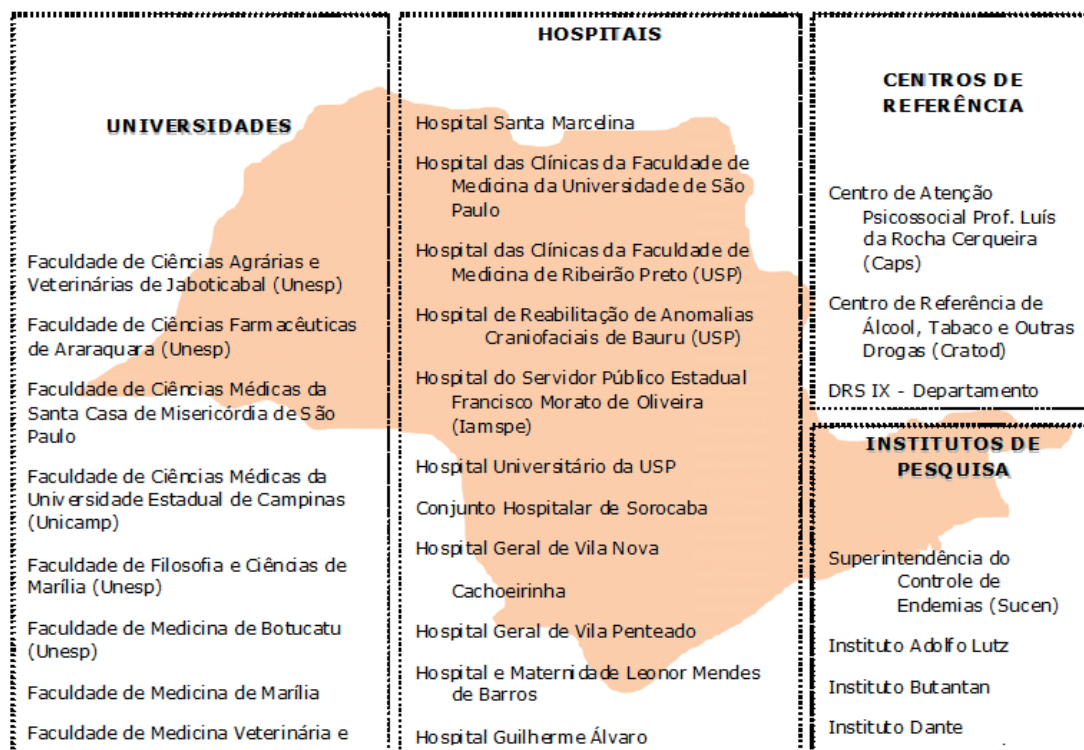 UNIVERSIDADES
Faculdade de Ciências Agrárias e
Veterinárias de Jaboticabal (Unesp)
Faculdade de Ciências Farmacêuticas
de Araraquara (Unesp)
Faculdade de Ciências Médicas da
Santa Casa de Misericórdia de São
Paulo
Faculdade de Ciências Médicas da
Universidade Estadual de Campinas
(Unicamp)
Faculdade de Filosofia e Ciências de
Marília (Unesp)
Faculdade de Medicina de Botucatu
(Unesp)
Faculdade de Medicina de Marília
Faculdade de Medicina Veterinária e
HOSPITAIS
Hospital Santa Marcelina
Hospital das Clínicas da Faculdade de
Medicina da Universidade de São
Paulo
Hospital das Clínicas da Faculdade de
Medicina de Ribeirão Preto (USP)
Hospital de Reabilitação de Anomalias
Craniofaciais de Bauru (USP)
Hospital do Servidor Público Estadual
Francisco Morato de Oliveira
(Iamspe)
Hospital Universitário da USP
Conjunto Hospitalar de Sorocaba
Hospital Geral de Vila Nova
Cachoeirinha
Hospital Geral de Vila Penteado
Hospital e Maternidade Leonor Mendes
de Barros
Hospital Guilherme Álvaro
CENTROS DE
REFERÊNCIA
Centro de Atenção
Psicossocial Prof. Luís
da Rocha Cerqueira
(Caps)
Centro de Referência de
Álcool, Tabaco e Outras
Drogas (Cratod)
DRS IX - Departamento
INSTITUTOS DE
PESQUISA
Superintendência do
Controle de
Endemias (Sucen)
Instituto Adolfo Lutz
Instituto Butantan
Instituto Dante